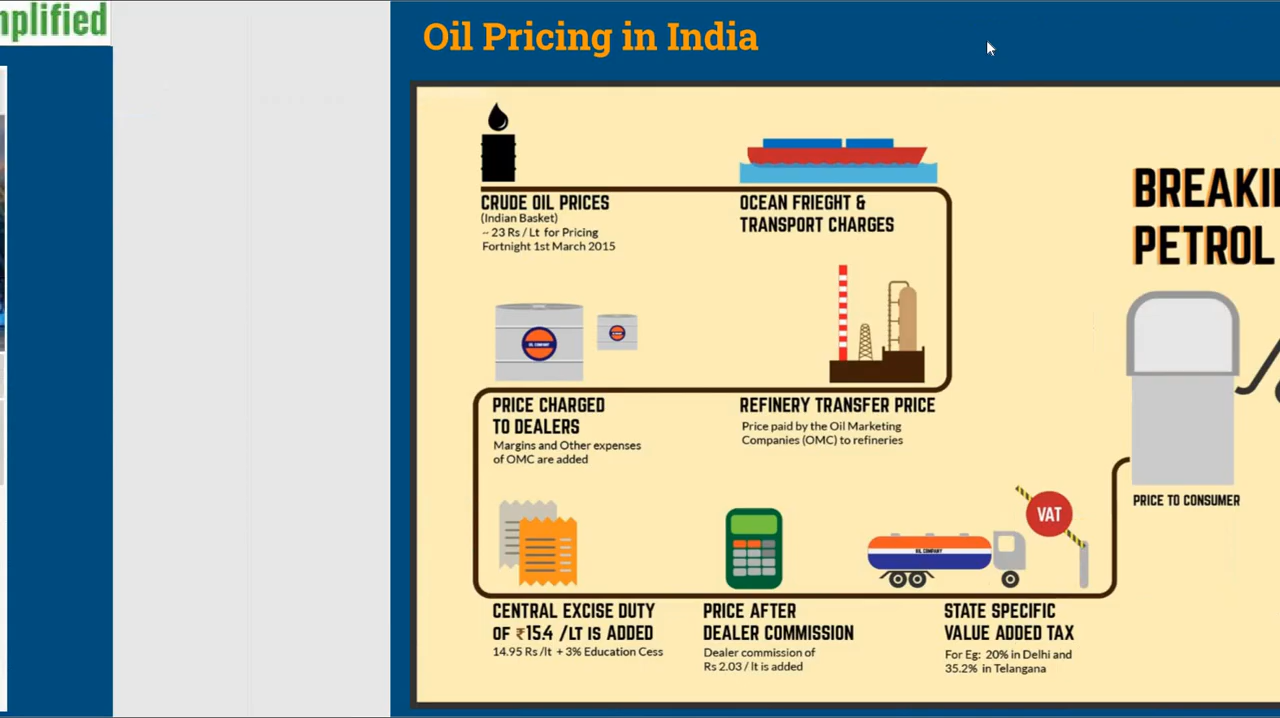 mplified
Oil Pricing in India
CRUDE OIL PRICES
(Indian Basket)
~ 23 Rs / Lt for Pricing
Fortnight 1st March 2015
OCEAN FRIEGHT &
TRANSPORT CHARGES
BREAKI
PETROL
OIL COMPANY
PRICE CHARGED
TO DEALERS
Margins and Other expenses
of OMC are added
REFINERY TRANSFER PRICE
Price paid by the Oil Marketing
Companies (OMC) to refineries
PRICE TO CONSUMER
VAT
OIL COMPANY
CENTRAL EXCISE DUTY
OF ₹15.4 /LT IS ADDED
14.95 Rs /lt + 3% Education Cess
PRICE AFTER
DEALER COMMISSION
Dealer commission of
Rs 2.03 / lt is added
STATE SPECIFIC
VALUE ADDED TAX
For Eg: 20% in Delhi and
35.2% in Telangana